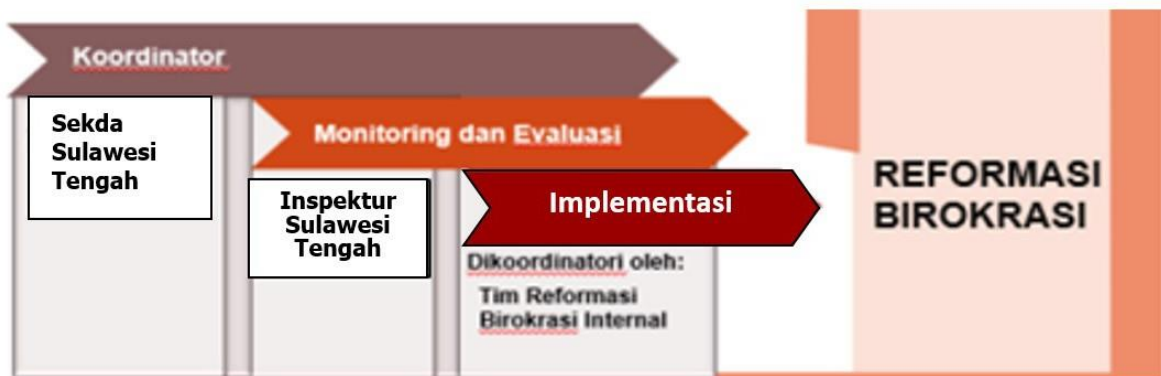 Koordinator
Sekda
Sulawesi
Tengah
Monitoring dan Evaluasi
Inspektur
Sulawesi
Tengah
Implementasi
Dikoordinatori oleh:
Tim Reformasi
Birokrasi Internal
REFORMASI
BIROKRASI